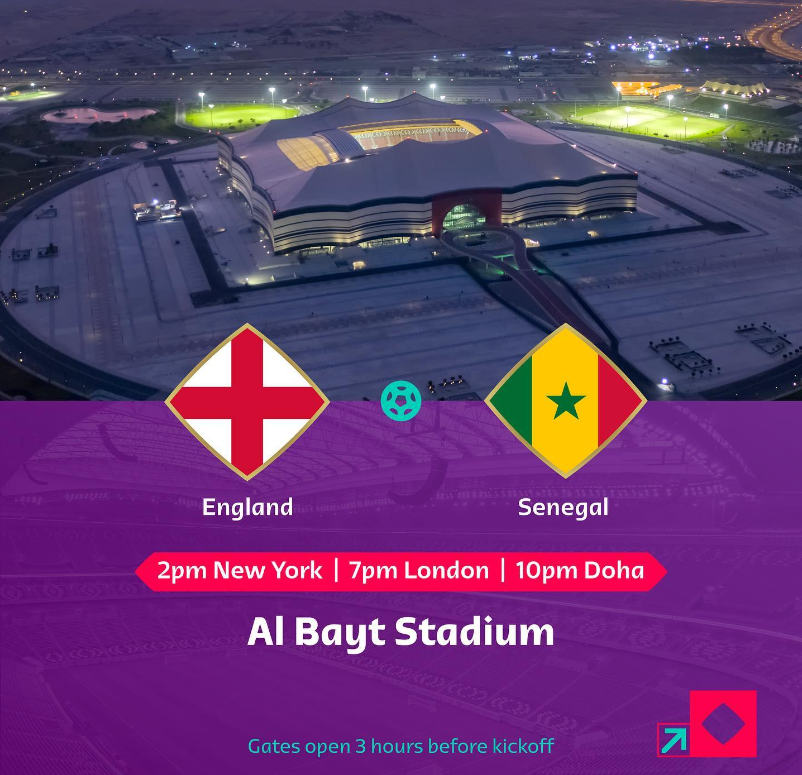 England
Senegal
2pm New York | 7pm London | 10pm Doha
Al Bayt Stadium
Gates open 3 hours before kickoff